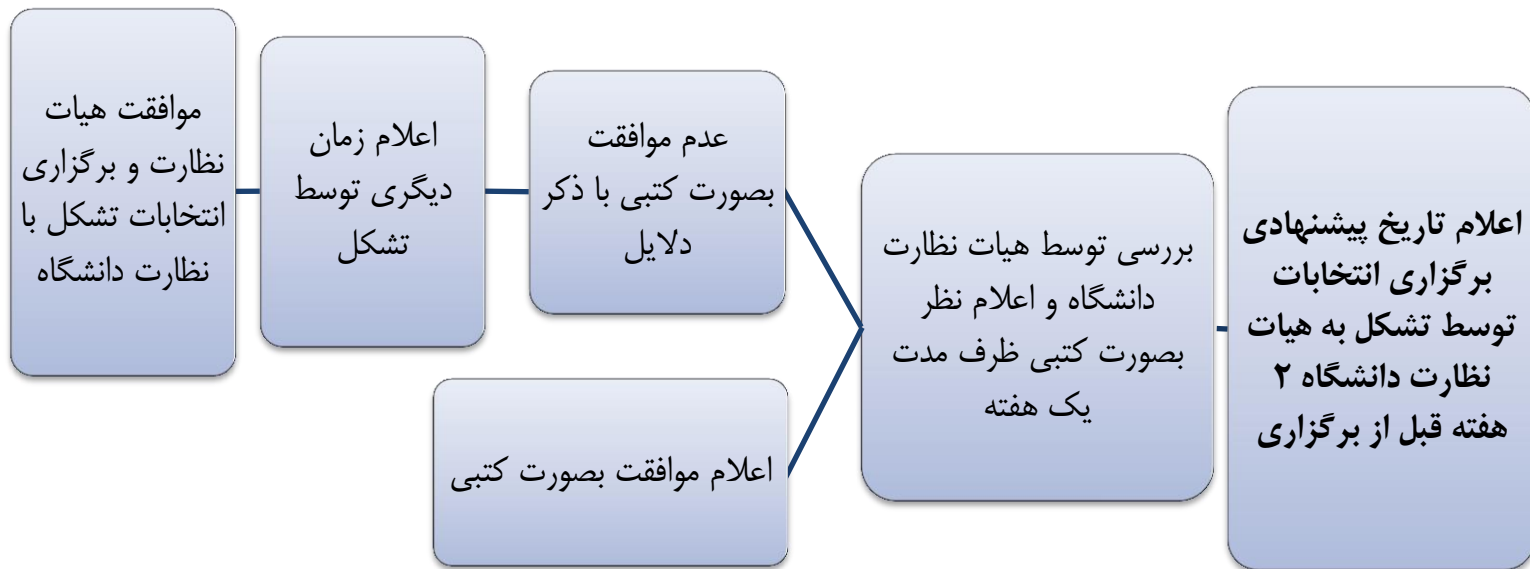 اعلام تاریخ پیشنهادی
برگزاری انتخابات
توسط تشکل به هیات
نظارت دانشگاه ۲
هفته قبل از برگزاری
بررسی توسط هیات نظارت
دانشگاه و اعلام نظر
بصورت کتبی ظرف مدت
یک هفته
عدم موافقت
بصورت کتبی با ذکر
دلایل
اعلام زمان
دیگری توسط
تشکل
موافقت هیات
نظارت و برگزاری
انتخابات تشکل با
نظارت دانشگاه
اعلام موافقت بصورت کتبی